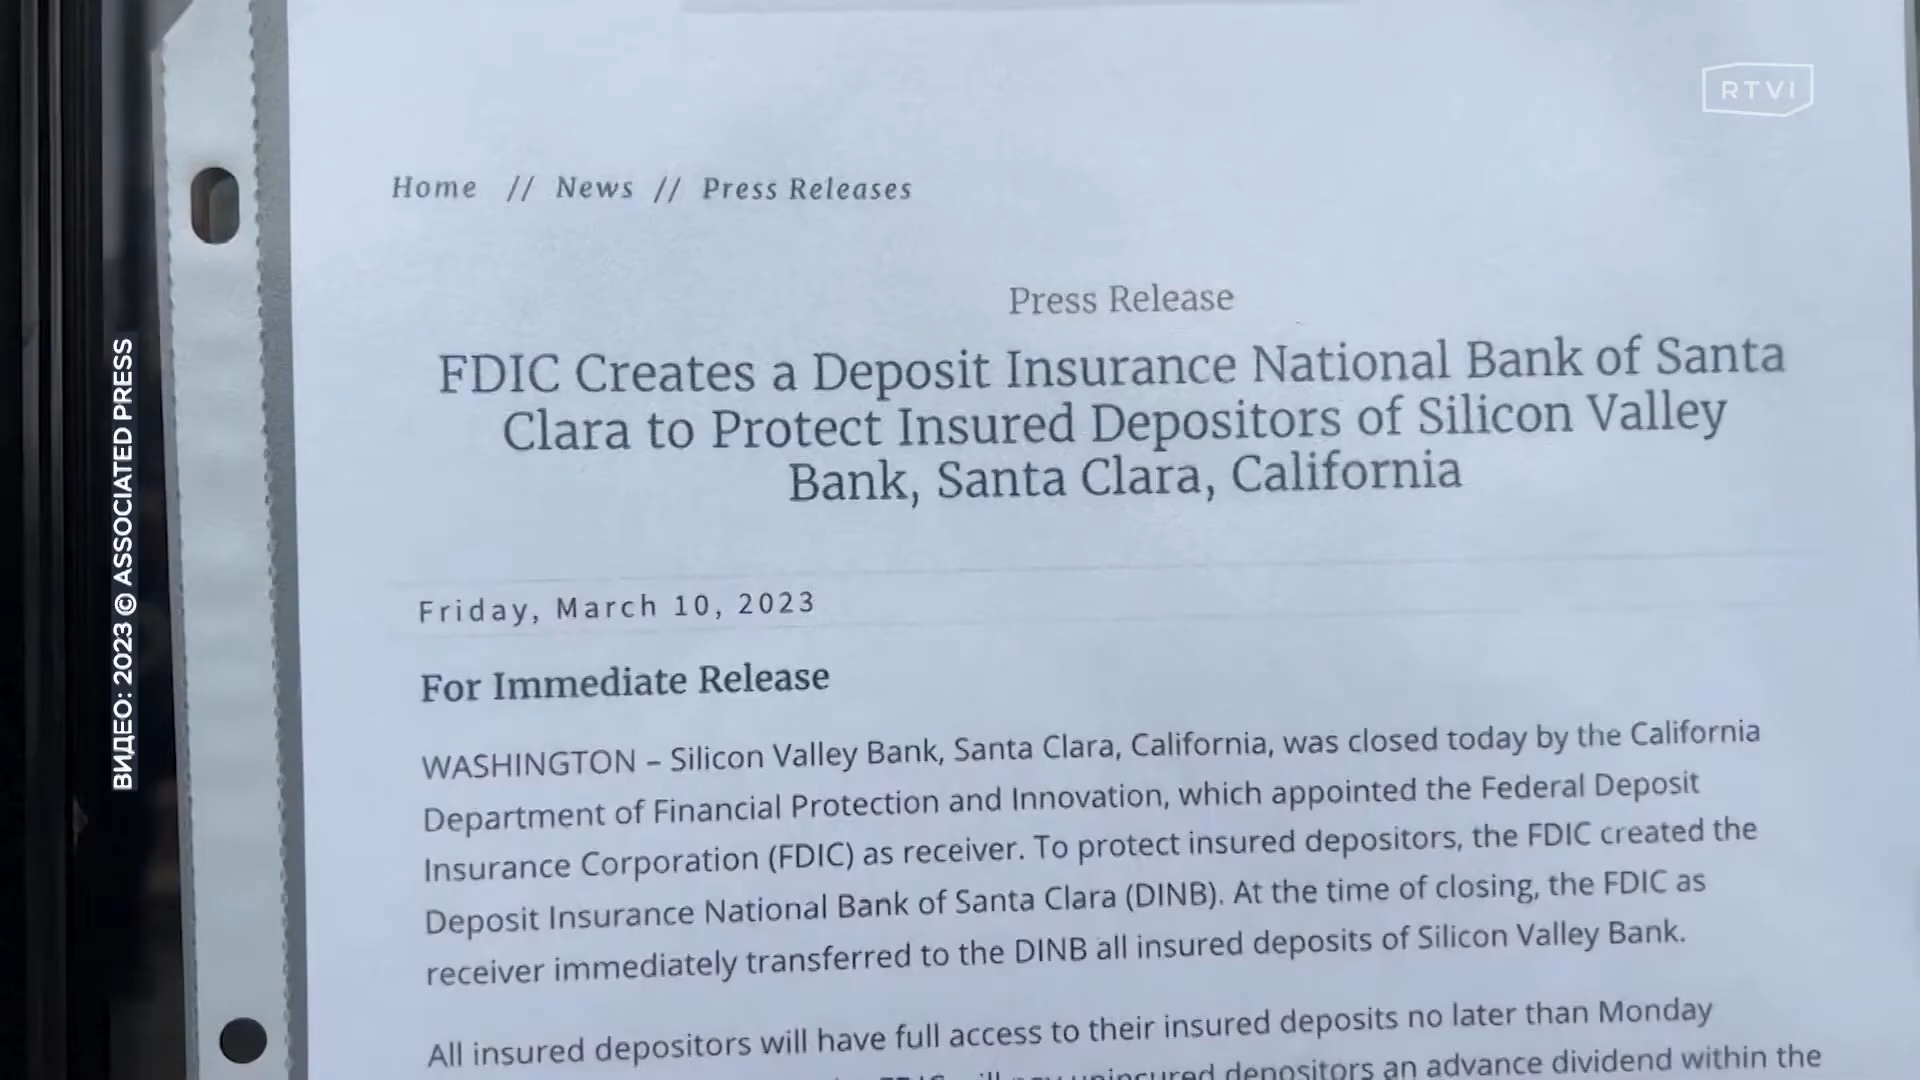 RTVI
Home // News // Press Releases
Press Release
FDIC Creates a Deposit Insurance National Bank of Santa
Clara to Protect Insured Depositors of Silicon Valley
Bank, Santa Clara, California
Friday, March 10, 2023
For Immediate Release
WASHINGTON – Silicon Valley Bank, Santa Clara, California, was closed today by the California
Department of Financial Protection and Innovation, which appointed the Federal Deposit
Insurance Corporation (FDIC) as receiver. To protect insured depositors, the FDIC created the
Deposit Insurance National Bank of Santa Clara (DINB). At the time of closing, the FDIC as
receiver immediately transferred to the DINB all insured deposits of Silicon Valley Bank.
All insured depositors will have full access to their insured deposits no later than Monday
uninsured depositors an advance dividend within the
ВИДЕО: 2023 © ASSOCIATED PRESS